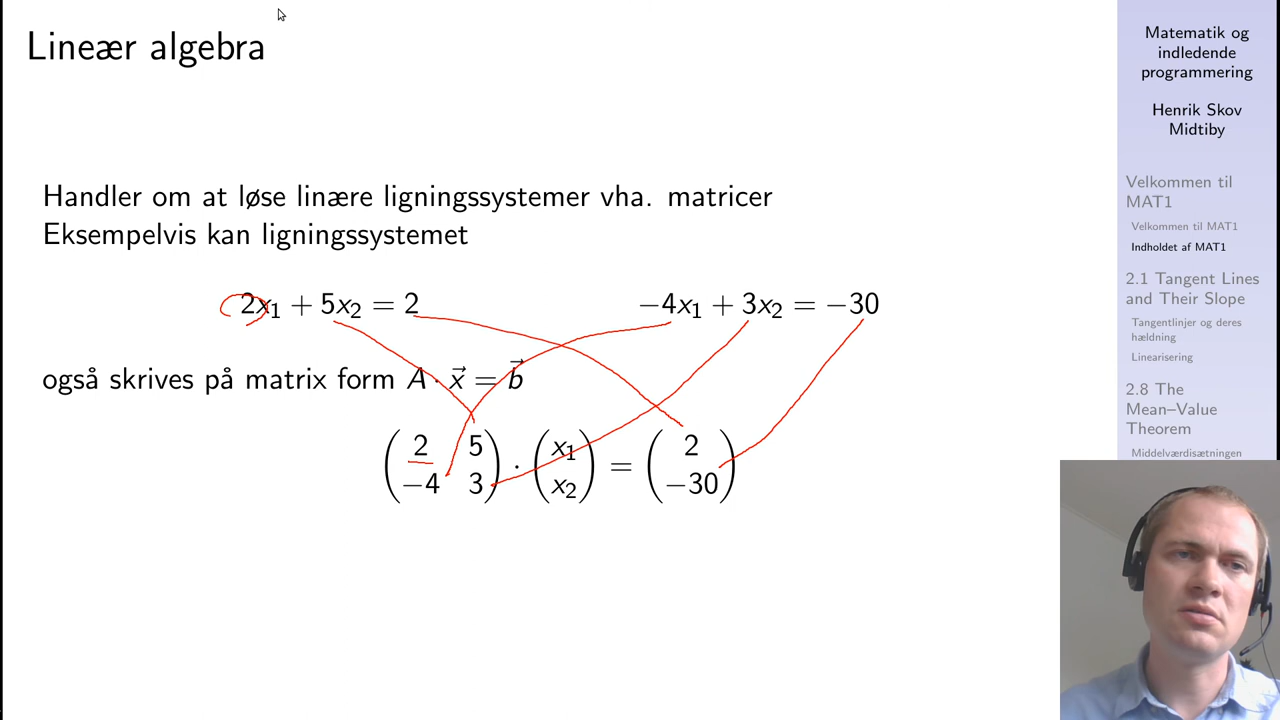 Lineær algebra
Handler om at løse linære ligningssystemer vha. matricer
Eksempelvis kan ligningssystemet
2x₁ + 5x₂ = 2 −4x₁ + 3x₂ = −30
også skrives på matrix form A · x⃗ = b⃗
(2 5) · (x₁) = (2)
(−4 3) (x₂) (−30)
Matematik og
indledende
programmering
Henrik Skov
Midtiby
Velkommen til
MAT1
Velkommen til MAT1
Indholdet af MAT1
2.1 Tangent Lines
and Their Slope
Tangentlinjer og deres
hældning
Linearisering
2.8 The
Mean–Value
Theorem
Middelværdisætningen